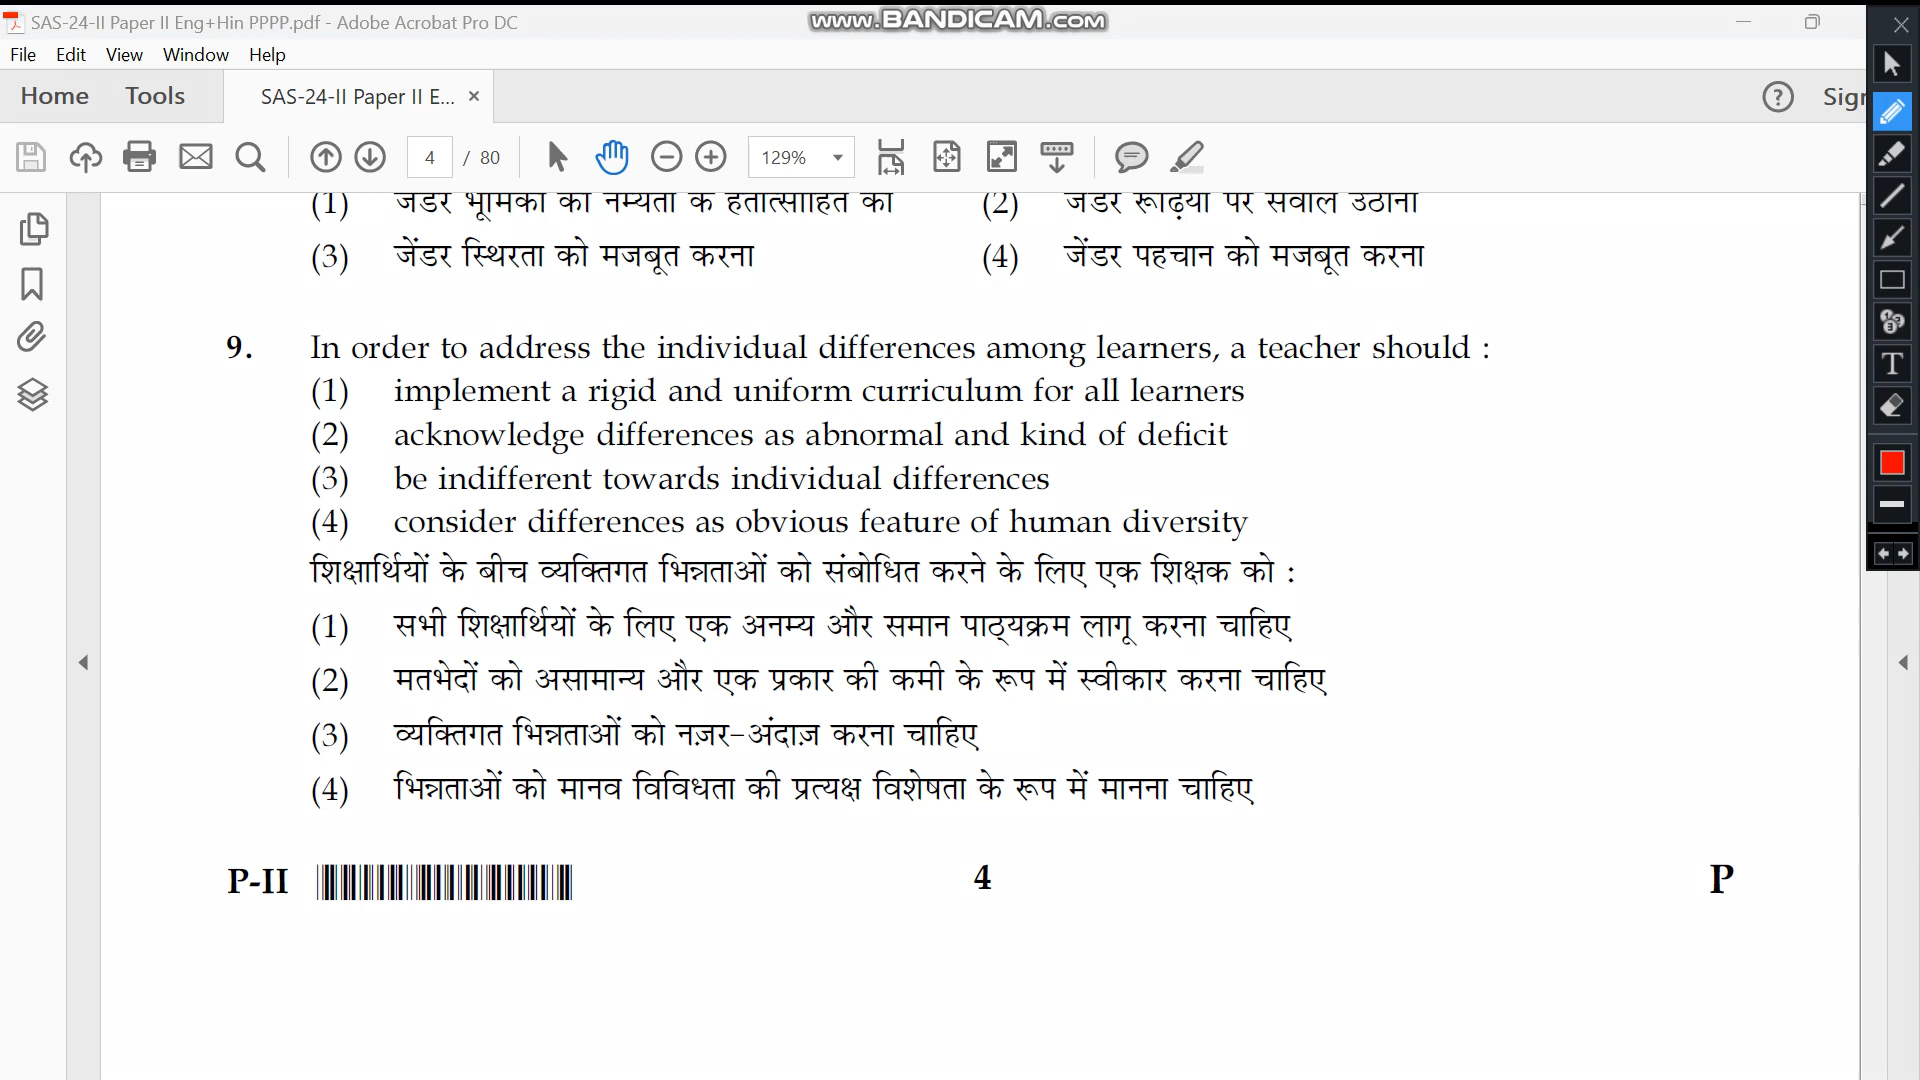 SAS-24-II Paper II Eng+Hin PPPP.pdf - Adobe Acrobat Pro DC
www.BANDICAM.com
File Edit View Window Help
Home Tools SAS-24-II Paper II E... × ? Sign
4 / 80 129%
(1) जेंडर भूमिका की नम्यता के हतोत्साहित की (2) जेंडर रूढ़ियों पर सवाल उठाना
(3) जेंडर स्थिरता को मजबूत करना (4) जेंडर पहचान को मजबूत करना
9. In order to address the individual differences among learners, a teacher should :
(1) implement a rigid and uniform curriculum for all learners
(2) acknowledge differences as abnormal and kind of deficit
(3) be indifferent towards individual differences
(4) consider differences as obvious feature of human diversity
शिक्षार्थियों के बीच व्यक्तिगत भिन्नताओं को संबोधित करने के लिए एक शिक्षक को :
(1) सभी शिक्षार्थियों के लिए एक अनम्य और समान पाठ्यक्रम लागू करना चाहिए
(2) मतभेदों को असामान्य और एक प्रकार की कमी के रूप में स्वीकार करना चाहिए
(3) व्यक्तिगत भिन्नताओं को नज़र-अंदाज़ करना चाहिए
(4) भिन्नताओं को मानव विविधता की प्रत्यक्ष विशेषता के रूप में मानना चाहिए
P-II 4 P